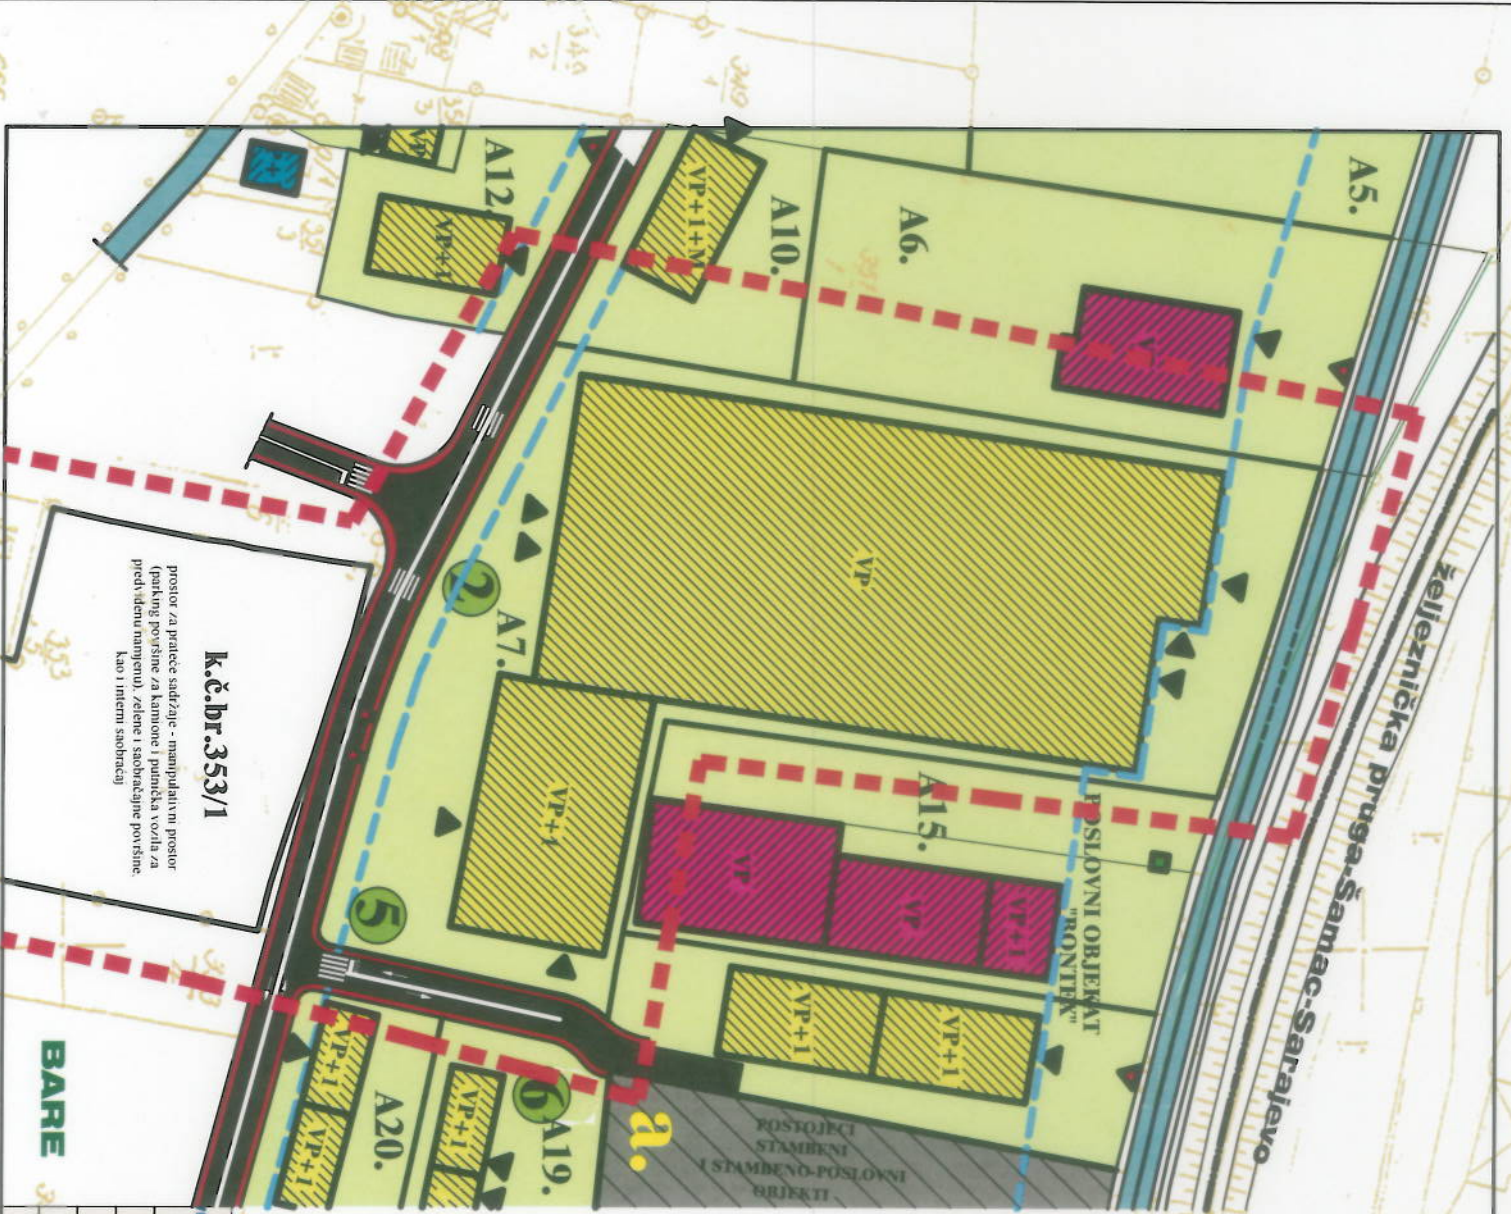 A5.
A6.
A10.
A12.
VP
VP+1
VP+1+M
željeznička pruga-Šamac-Sarajevo
VP
2
A7.
VP+1
A15.
POSLOVNI OBJEKAT
"RONTEX"
VP
VP
VP+1
VP+1
VP+1
5
k.č.br.353/1
prostor za prateće sadržaje - manipulativni prostor
(parking površine za kamione i putnička vozila za
predviđenu namjenu), zelene i saobraćajne površine,
kao i interni saobraćaj
BARE
VP+1
VP+1
A20.
VP+1
6
A19.
a.
POSTOJEĆI
STAMBENI
I STAMBENO-POSLOVNI
OBJEKTI